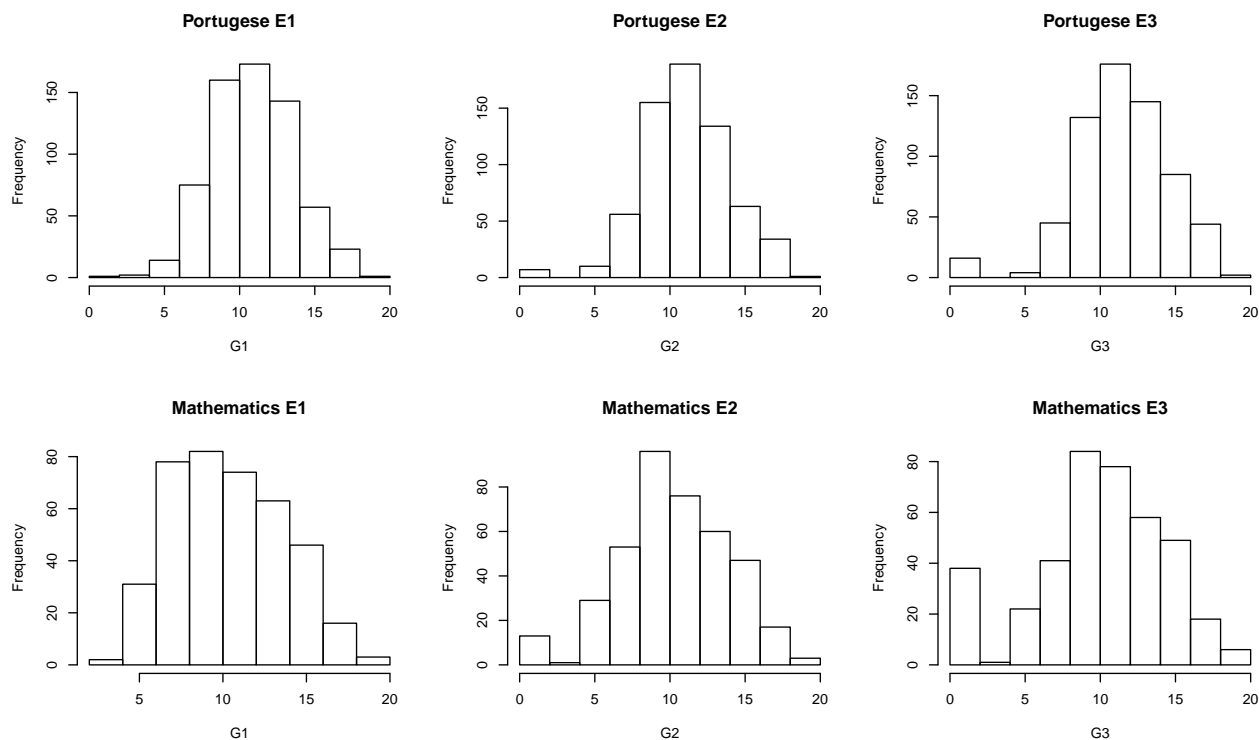 Portugese E1
Frequency
0 50 100 150
0 5 10 15 20
G1
Portugese E2
Frequency
0 50 100 150
0 5 10 15 20
G2
Portugese E3
Frequency
0 50 100 150
0 5 10 15 20
G3
Mathematics E1
Frequency
0 20 40 60 80
5 10 15 20
G1
Mathematics E2
Frequency
0 20 40 60 80
0 5 10 15 20
G2
Mathematics E3
Frequency
0 20 40 60 80
0 5 10 15 20
G3